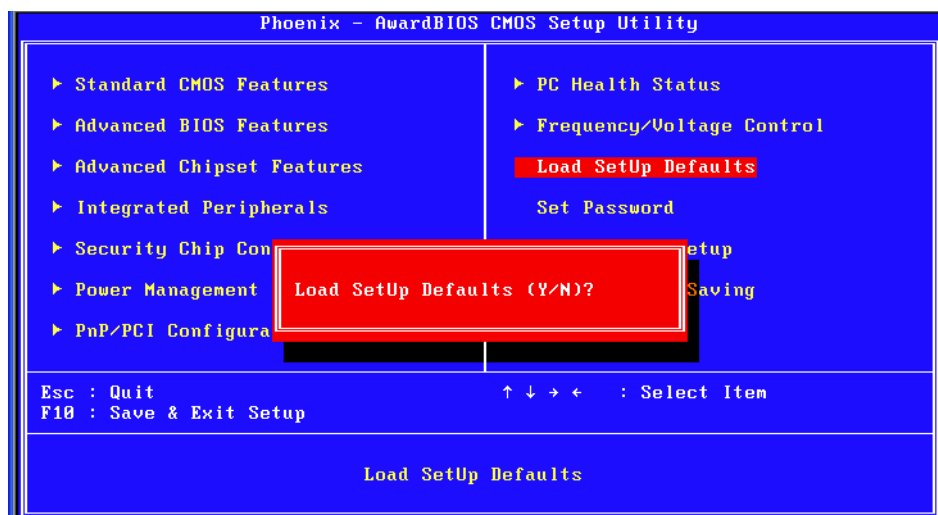 Phoenix - AwardBIOS CMOS Setup Utility
▶ Standard CMOS Features
▶ Advanced BIOS Features
▶ Advanced Chipset Features
▶ Integrated Peripherals
▶ Security Chip Con
▶ Power Management
▶ PnP/PCI Configura
▶ PC Health Status
▶ Frequency/Voltage Control
Load SetUp Defaults
Set Password
etup
Saving
Load SetUp Defaults (Y/N)?
Esc : Quit
F10 : Save & Exit Setup
↑ ↓ → ← : Select Item
Load SetUp Defaults